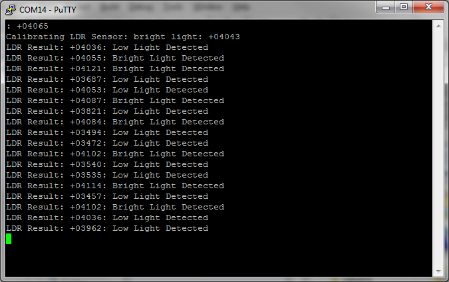 COM14 - PuTTY
: +04065
Calibrating LDR Sensor: bright light: +04043
LDR Result: +04036: Low Light Detected
LDR Result: +04055: Bright Light Detected
LDR Result: +04121: Bright Light Detected
LDR Result: +03687: Low Light Detected
LDR Result: +04053: Low Light Detected
LDR Result: +04087: Bright Light Detected
LDR Result: +03821: Low Light Detected
LDR Result: +04084: Bright Light Detected
LDR Result: +03494: Low Light Detected
LDR Result: +03472: Low Light Detected
LDR Result: +04102: Bright Light Detected
LDR Result: +03540: Low Light Detected
LDR Result: +03535: Low Light Detected
LDR Result: +04114: Bright Light Detected
LDR Result: +03457: Low Light Detected
LDR Result: +04102: Bright Light Detected
LDR Result: +04036: Low Light Detected
LDR Result: +03962: Low Light Detected